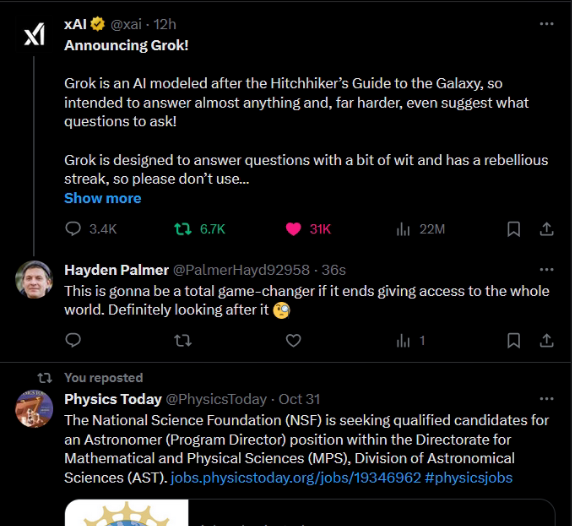 xAI @xai · 12h
Announcing Grok!
Grok is an AI modeled after the Hitchhiker's Guide to the Galaxy, so
intended to answer almost anything and, far harder, even suggest what
questions to ask!
Grok is designed to answer questions with a bit of wit and has a rebellious
streak, so please don't use...
Show more
3.4K 6.7K 31K 22M
Hayden Palmer @PalmerHayd92958 · 36s
This is gonna be a total game-changer if it ends giving access to the whole
world. Definitely looking after it 🧐
1
You reposted
Physics Today @PhysicsToday · Oct 31
The National Science Foundation (NSF) is seeking qualified candidates for
an Astronomer (Program Director) position within the Directorate for
Mathematical and Physical Sciences (MPS), Division of Astronomical
Sciences (AST). jobs.physicstoday.org/jobs/19346962 #physicsjobs